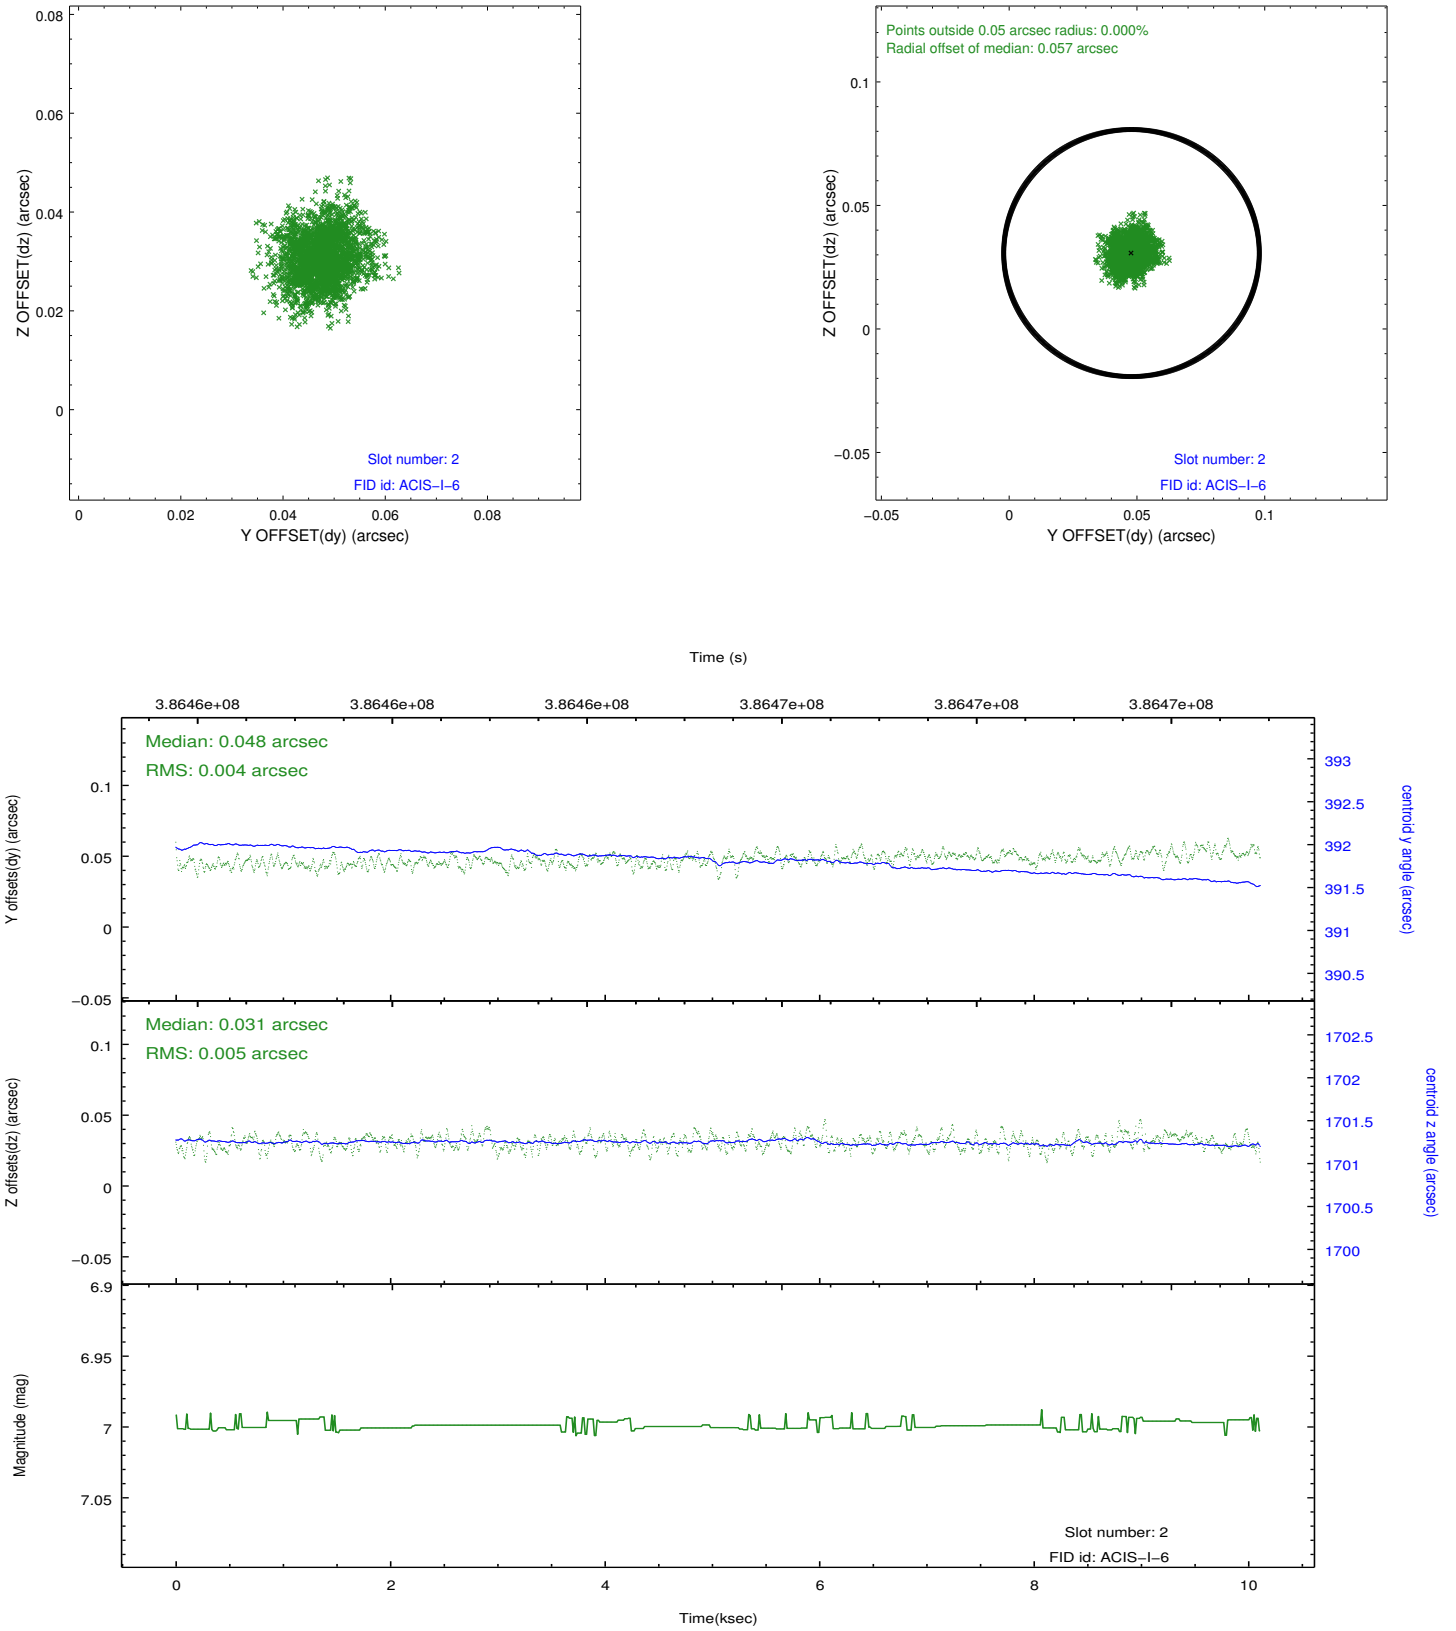 0.08
0.06
0.04
0.02
0
Z OFFSET(dz) (arcsec)
Slot number: 2
FID id: ACIS−I−6
0 0.02 0.04 0.06 0.08
Y OFFSET(dy) (arcsec)
Points outside 0.05 arcsec radius: 0.000%
Radial offset of median: 0.057 arcsec
0.1
0.05
0
−0.05
Z OFFSET(dz) (arcsec)
Slot number: 2
FID id: ACIS−I−6
−0.05 0 0.05 0.1
Y OFFSET(dy) (arcsec)
Time (s)
3.8646e+08 3.8646e+08 3.8646e+08 3.8647e+08 3.8647e+08 3.8647e+08
Median: 0.048 arcsec
RMS: 0.004 arcsec
0.1
0.05
0
−0.05
Y offsets(dy) (arcsec)
393
392.5
392
391.5
391
390.5
centroid y angle (arcsec)
Median: 0.031 arcsec
RMS: 0.005 arcsec
0.1
0.05
0
−0.05
Z offsets(dz) (arcsec)
1702.5
1702
1701.5
1701
1700.5
1700
centroid z angle (arcsec)
6.9
6.95
7
7.05
Magnitude (mag)
Slot number: 2
FID id: ACIS−I−6
0 2 4 6 8 10
Time(ksec)